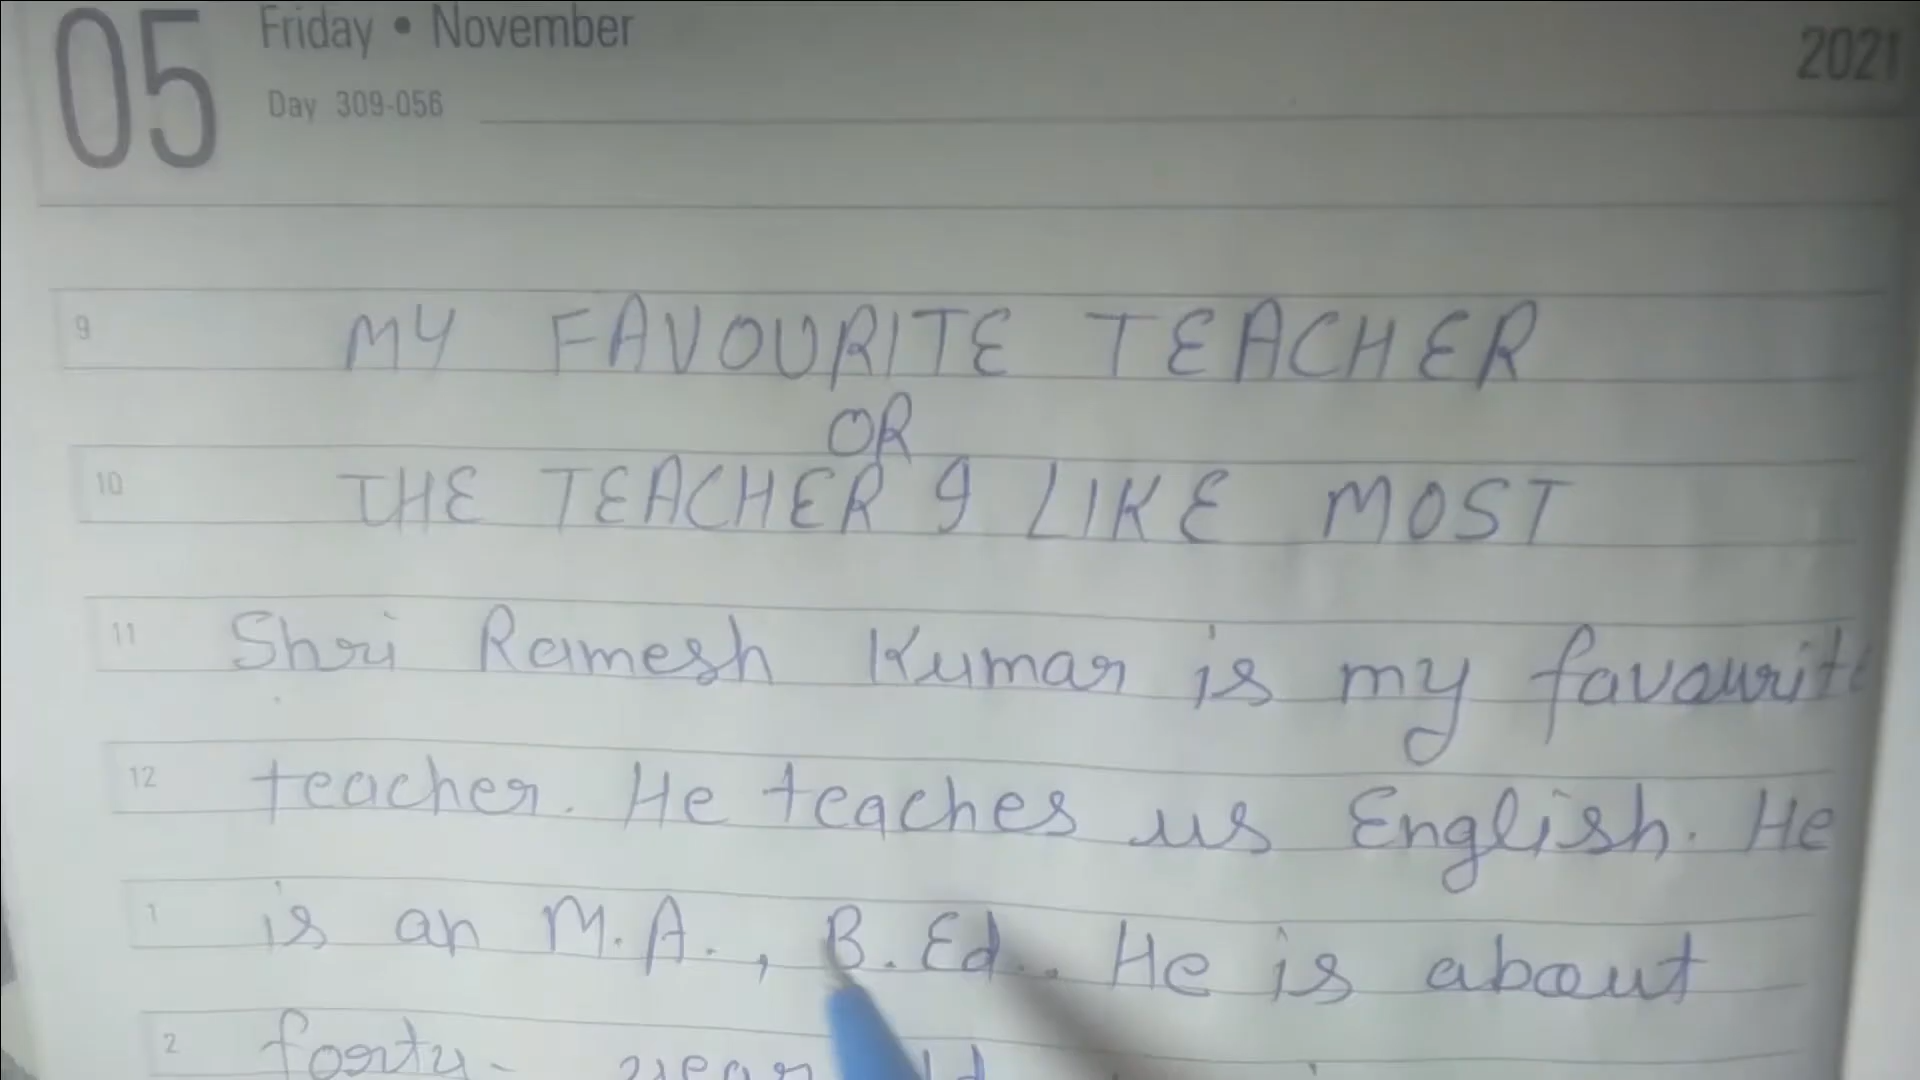 05 Friday • November 2021
Day 309-056
9 MY FAVOURITE TEACHER
OR
10 THE TEACHER I LIKE MOST
11 Shri Ramesh Kumar is my favourite
12 teacher. He teaches us English. He
1 is an M.A., B.Ed.. He is about
2 forty-